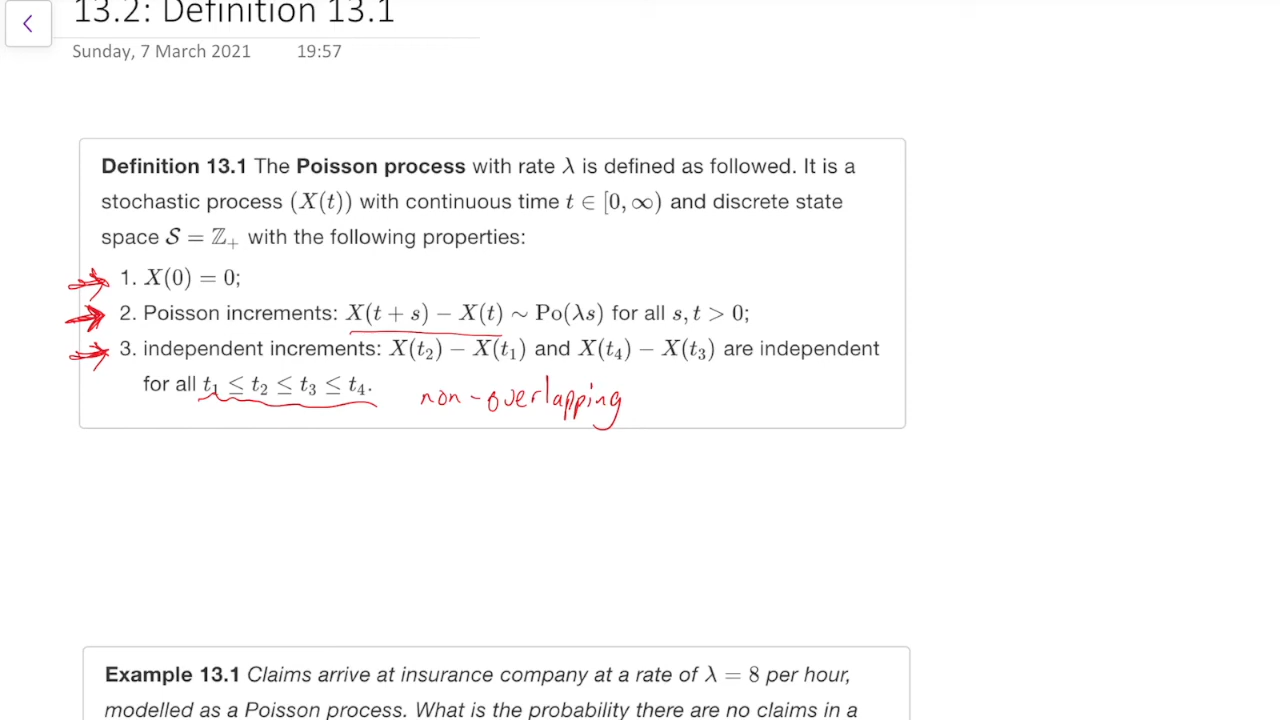 13.2: Definition 13.1
Sunday, 7 March 2021 19:57
Definition 13.1 The Poisson process with rate λ is defined as followed. It is a
stochastic process (X(t)) with continuous time t ∈ [0, ∞) and discrete state
space 𝒮 = ℤ₊ with the following properties:
1. X(0) = 0;
2. Poisson increments: X(t + s) − X(t) ∼ Po(λs) for all s, t > 0;
3. independent increments: X(t₂) − X(t₁) and X(t₄) − X(t₃) are independent
for all t₁ ≤ t₂ ≤ t₃ ≤ t₄.
non-overlapping
Example 13.1 Claims arrive at insurance company at a rate of λ = 8 per hour,
modelled as a Poisson process. What is the probability there are no claims in a